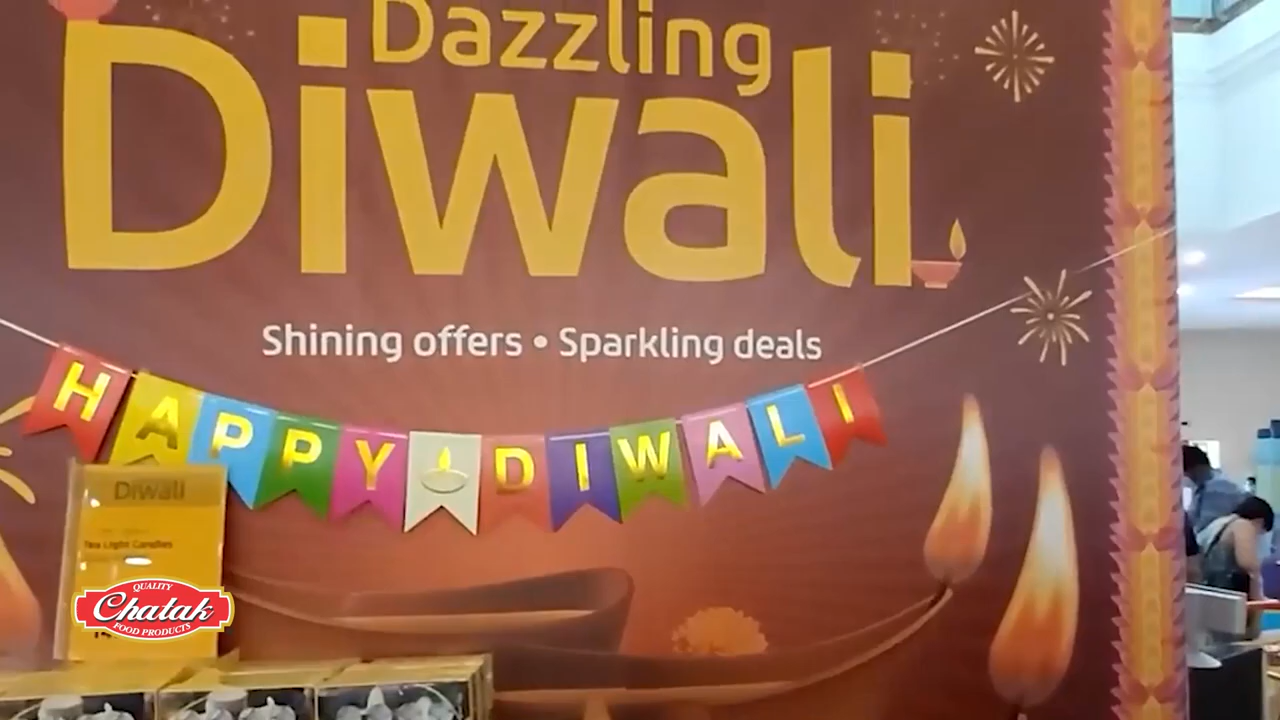 Dazzling
Diwali
Shining offers • Sparkling deals
HAPPY DIWALI
Diwali
Tea Light Candles
QUALITY
Chatak
FOOD PRODUCTS